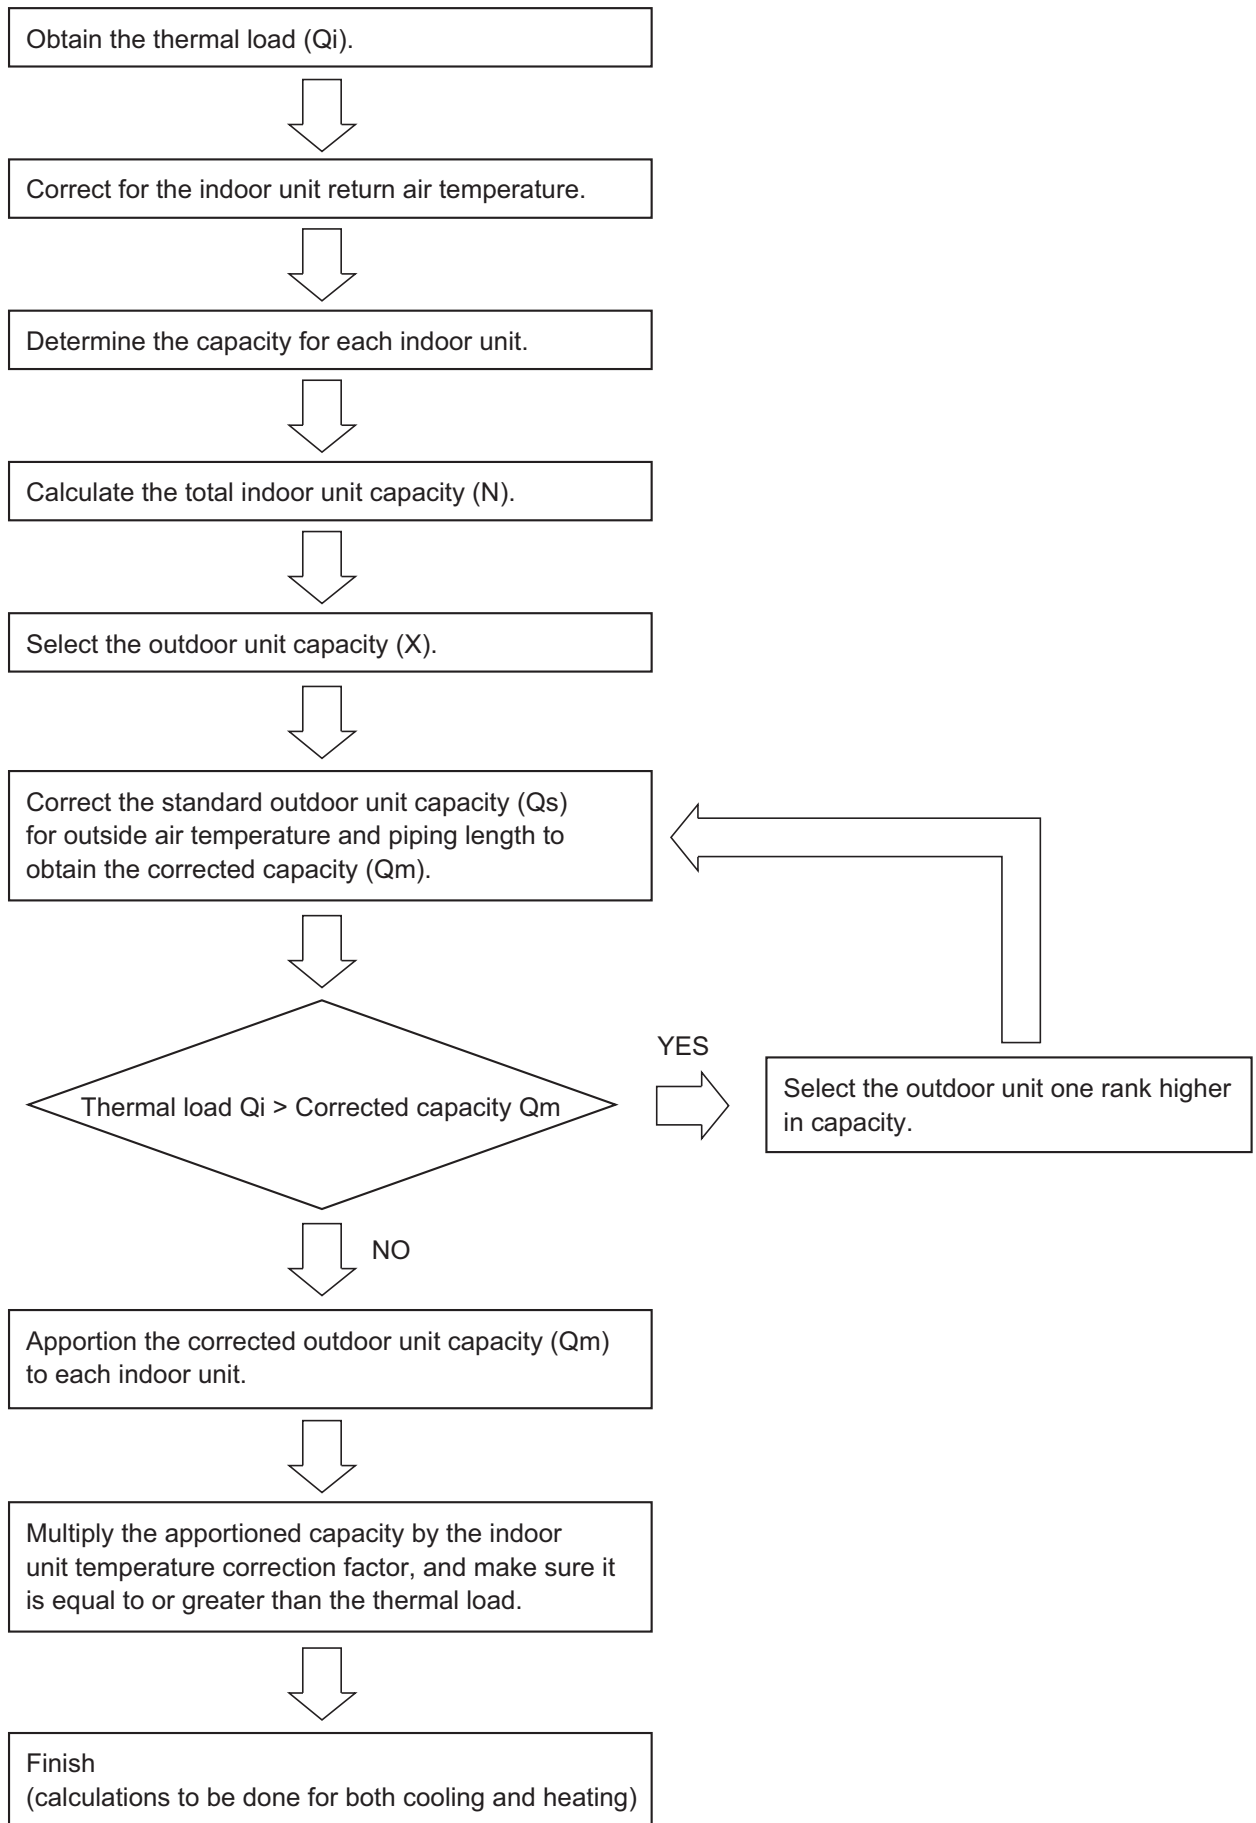 Obtain the thermal load (Qi).
Correct for the indoor unit return air temperature.
Determine the capacity for each indoor unit.
Calculate the total indoor unit capacity (N).
Select the outdoor unit capacity (X).
Correct the standard outdoor unit capacity (Qs)
for outside air temperature and piping length to
obtain the corrected capacity (Qm).
Thermal load Qi > Corrected capacity Qm
YES
Select the outdoor unit one rank higher
in capacity.
NO
Apportion the corrected outdoor unit capacity (Qm)
to each indoor unit.
Multiply the apportioned capacity by the indoor
unit temperature correction factor, and make sure it
is equal to or greater than the thermal load.
Finish
(calculations to be done for both cooling and heating)